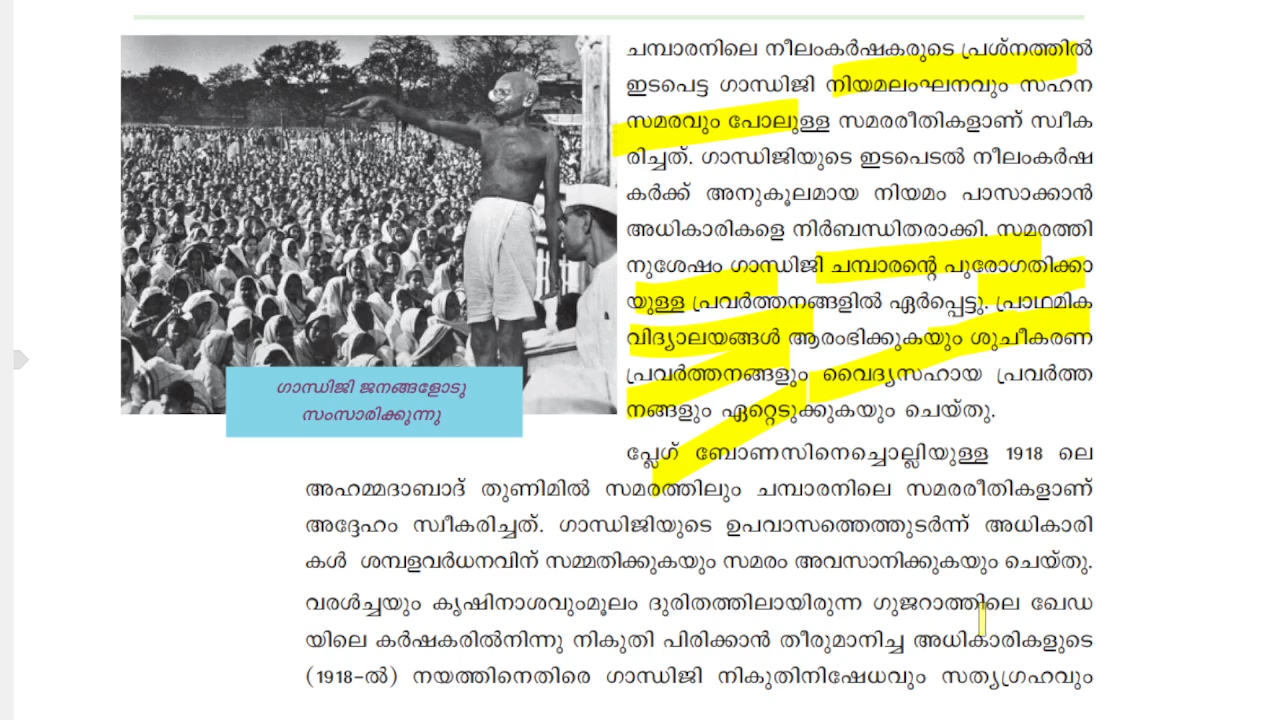 ചമ്പാരനിലെ നീലംകർഷകരുടെ പ്രശ്നത്തിൽ
ഇടപെട്ട ഗാന്ധിജി നിയമലംഘനവും സഹന
സമരവും പോലുള്ള സമരരീതികളാണ് സ്വീക
രിച്ചത്. ഗാന്ധിജിയുടെ ഇടപെടൽ നീലംകർഷ
കർക്ക് അനുകൂലമായ നിയമം പാസാക്കാൻ
അധികാരികളെ നിർബന്ധിതരാക്കി. സമരത്തി
നുശേഷം ഗാന്ധിജി ചമ്പാരന്റെ പുരോഗതിക്കാ
യുള്ള പ്രവർത്തനങ്ങളിൽ ഏർപ്പെട്ടു. പ്രാഥമിക
വിദ്യാലയങ്ങൾ ആരംഭിക്കുകയും ശുചീകരണ
പ്രവർത്തനങ്ങളും വൈദ്യസഹായ പ്രവർത്ത
നങ്ങളും ഏറ്റെടുക്കുകയും ചെയ്തു.
ഗാന്ധിജി ജനങ്ങളോടു
സംസാരിക്കുന്നു
പ്ലേഗ് ബോണസിനെച്ചൊല്ലിയുള്ള 1918 ലെ
അഹമ്മദാബാദ് തുണിമിൽ സമരത്തിലും ചമ്പാരനിലെ സമരരീതികളാണ്
അദ്ദേഹം സ്വീകരിച്ചത്. ഗാന്ധിജിയുടെ ഉപവാസത്തെത്തുടർന്ന് അധികാരി
കൾ ശമ്പളവർധനവിന് സമ്മതിക്കുകയും സമരം അവസാനിക്കുകയും ചെയ്തു.
വരൾച്ചയും കൃഷിനാശവുംമൂലം ദുരിതത്തിലായിരുന്ന ഗുജറാത്തിലെ ഖേഡ
യിലെ കർഷകരിൽനിന്നു നികുതി പിരിക്കാൻ തീരുമാനിച്ച അധികാരികളുടെ
(1918-ൽ) നയത്തിനെതിരെ ഗാന്ധിജി നികുതിനിഷേധവും സത്യഗ്രഹവും